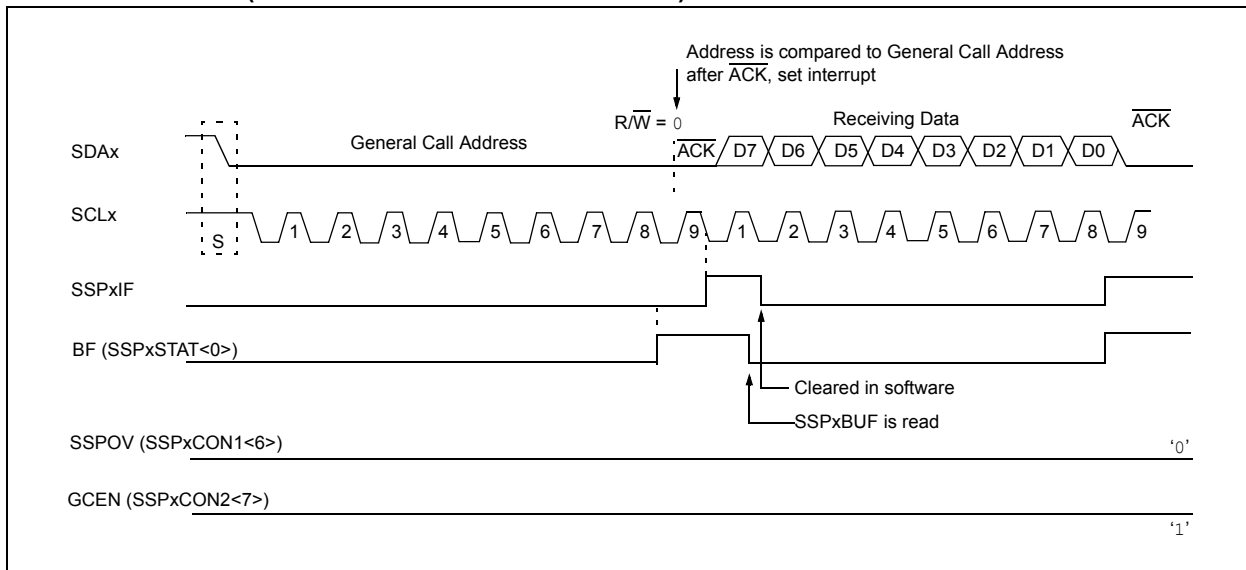 Address is compared to General Call Address
after ACK, set interrupt
R/W = 0
Receiving Data
ACK
SDAx
General Call Address
ACK D7 D6 D5 D4 D3 D2 D1 D0
SCLx
S
1 2 3 4 5 6 7 8 9 1 2 3 4 5 6 7 8 9
SSPxIF
BF (SSPxSTAT<0>)
Cleared in software
SSPxBUF is read
SSPOV (SSPxCON1<6>)
‘0’
GCEN (SSPxCON2<7>)
‘1’